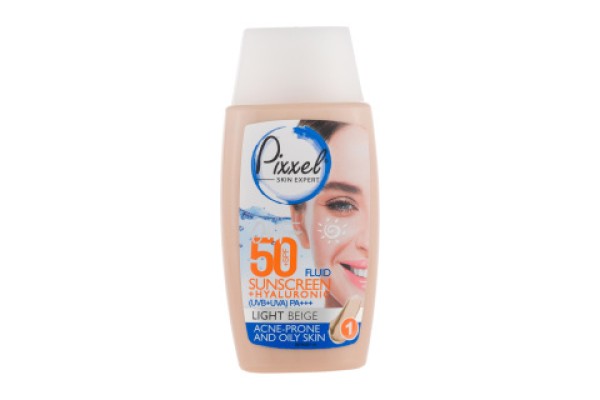 Pixxel
SKIN EXPERT
50 SPF
FLUID
SUNSCREEN
+HYALURONIC
(UVB+UVA) PA+++
LIGHT BEIGE
ACNE-PRONE
AND OILY SKIN
1